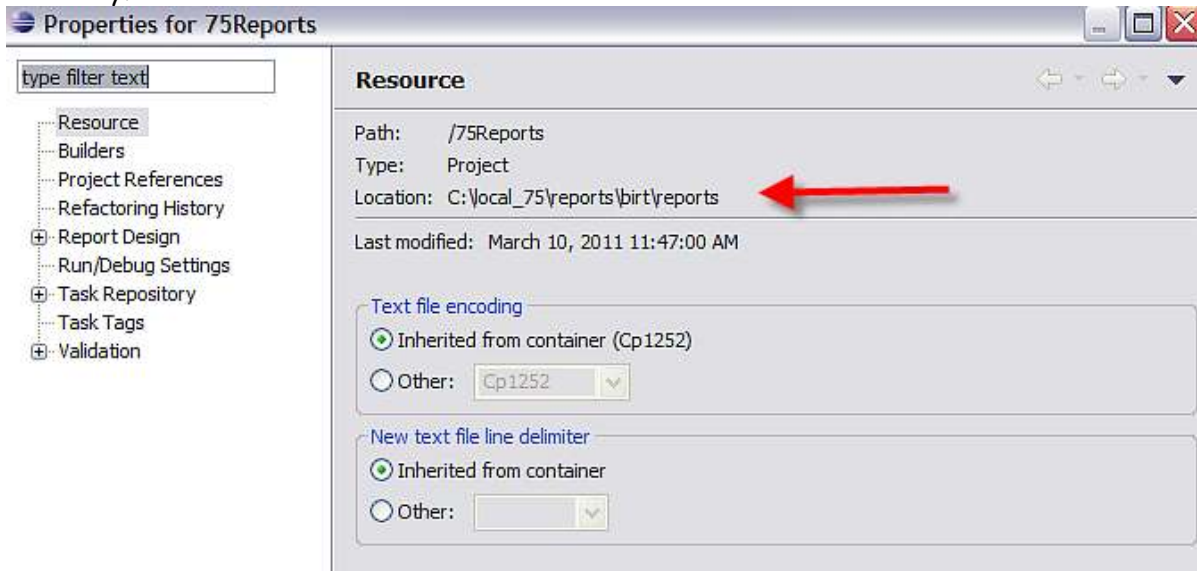 Properties for 75Reports
type filter text
Resource
Builders
Project References
Refactoring History
Report Design
Run/Debug Settings
Task Repository
Task Tags
Validation
Resource
Path: /75Reports
Type: Project
Location: C:\local_75\reports\birt\reports
Last modified: March 10, 2011 11:47:00 AM
Text file encoding
Inherited from container (Cp1252)
Other: Cp1252
New text file line delimiter
Inherited from container
Other: